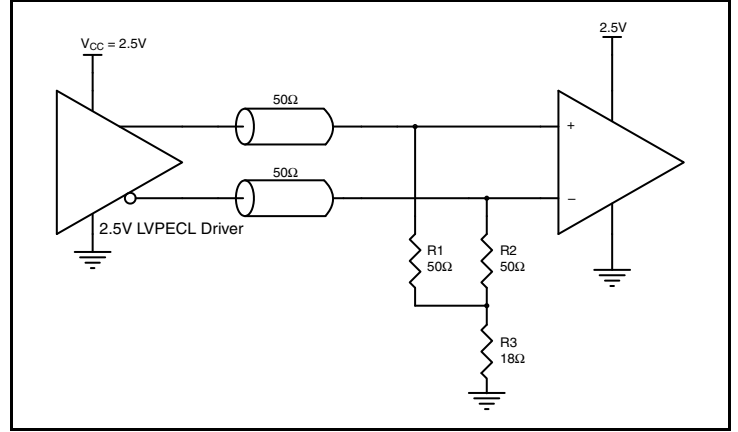 V_CC = 2.5V
2.5V
50Ω
+
50Ω
–
2.5V LVPECL Driver
R1
50Ω
R2
50Ω
R3
18Ω